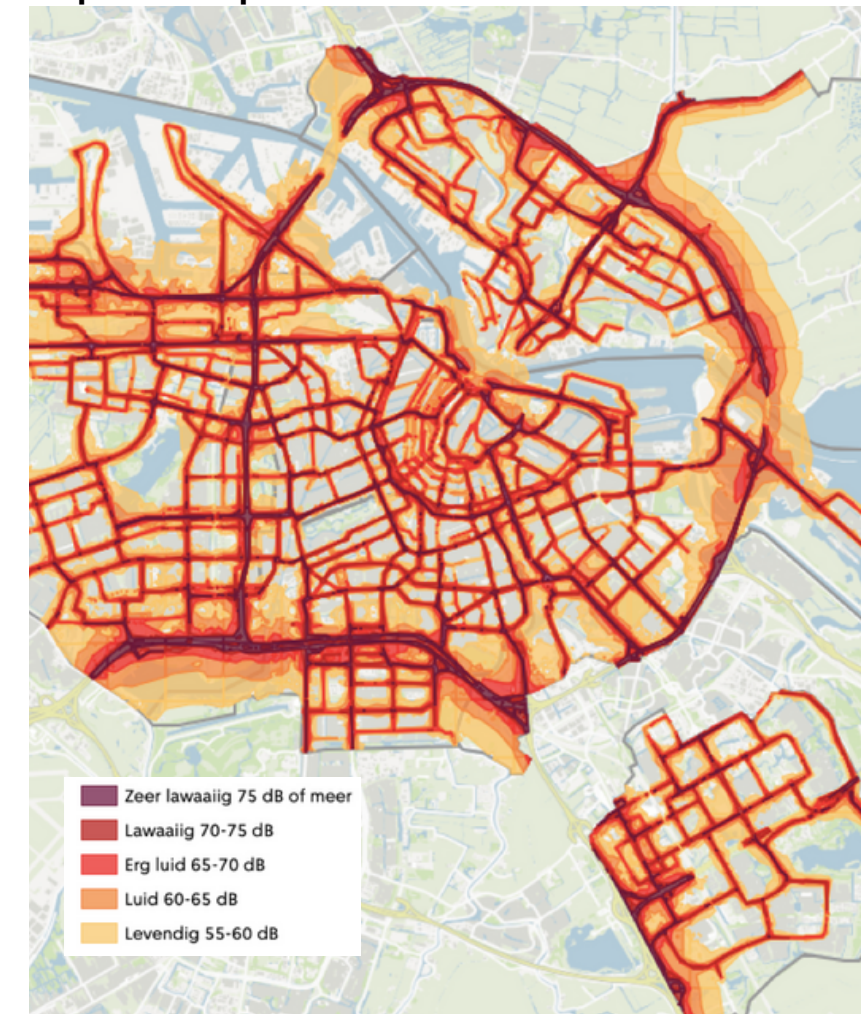 Zeer lawaaiig 75 dB of meer
Lawaaiig 70-75 dB
Erg luid 65-70 dB
Luid 60-65 dB
Levendig 55-60 dB